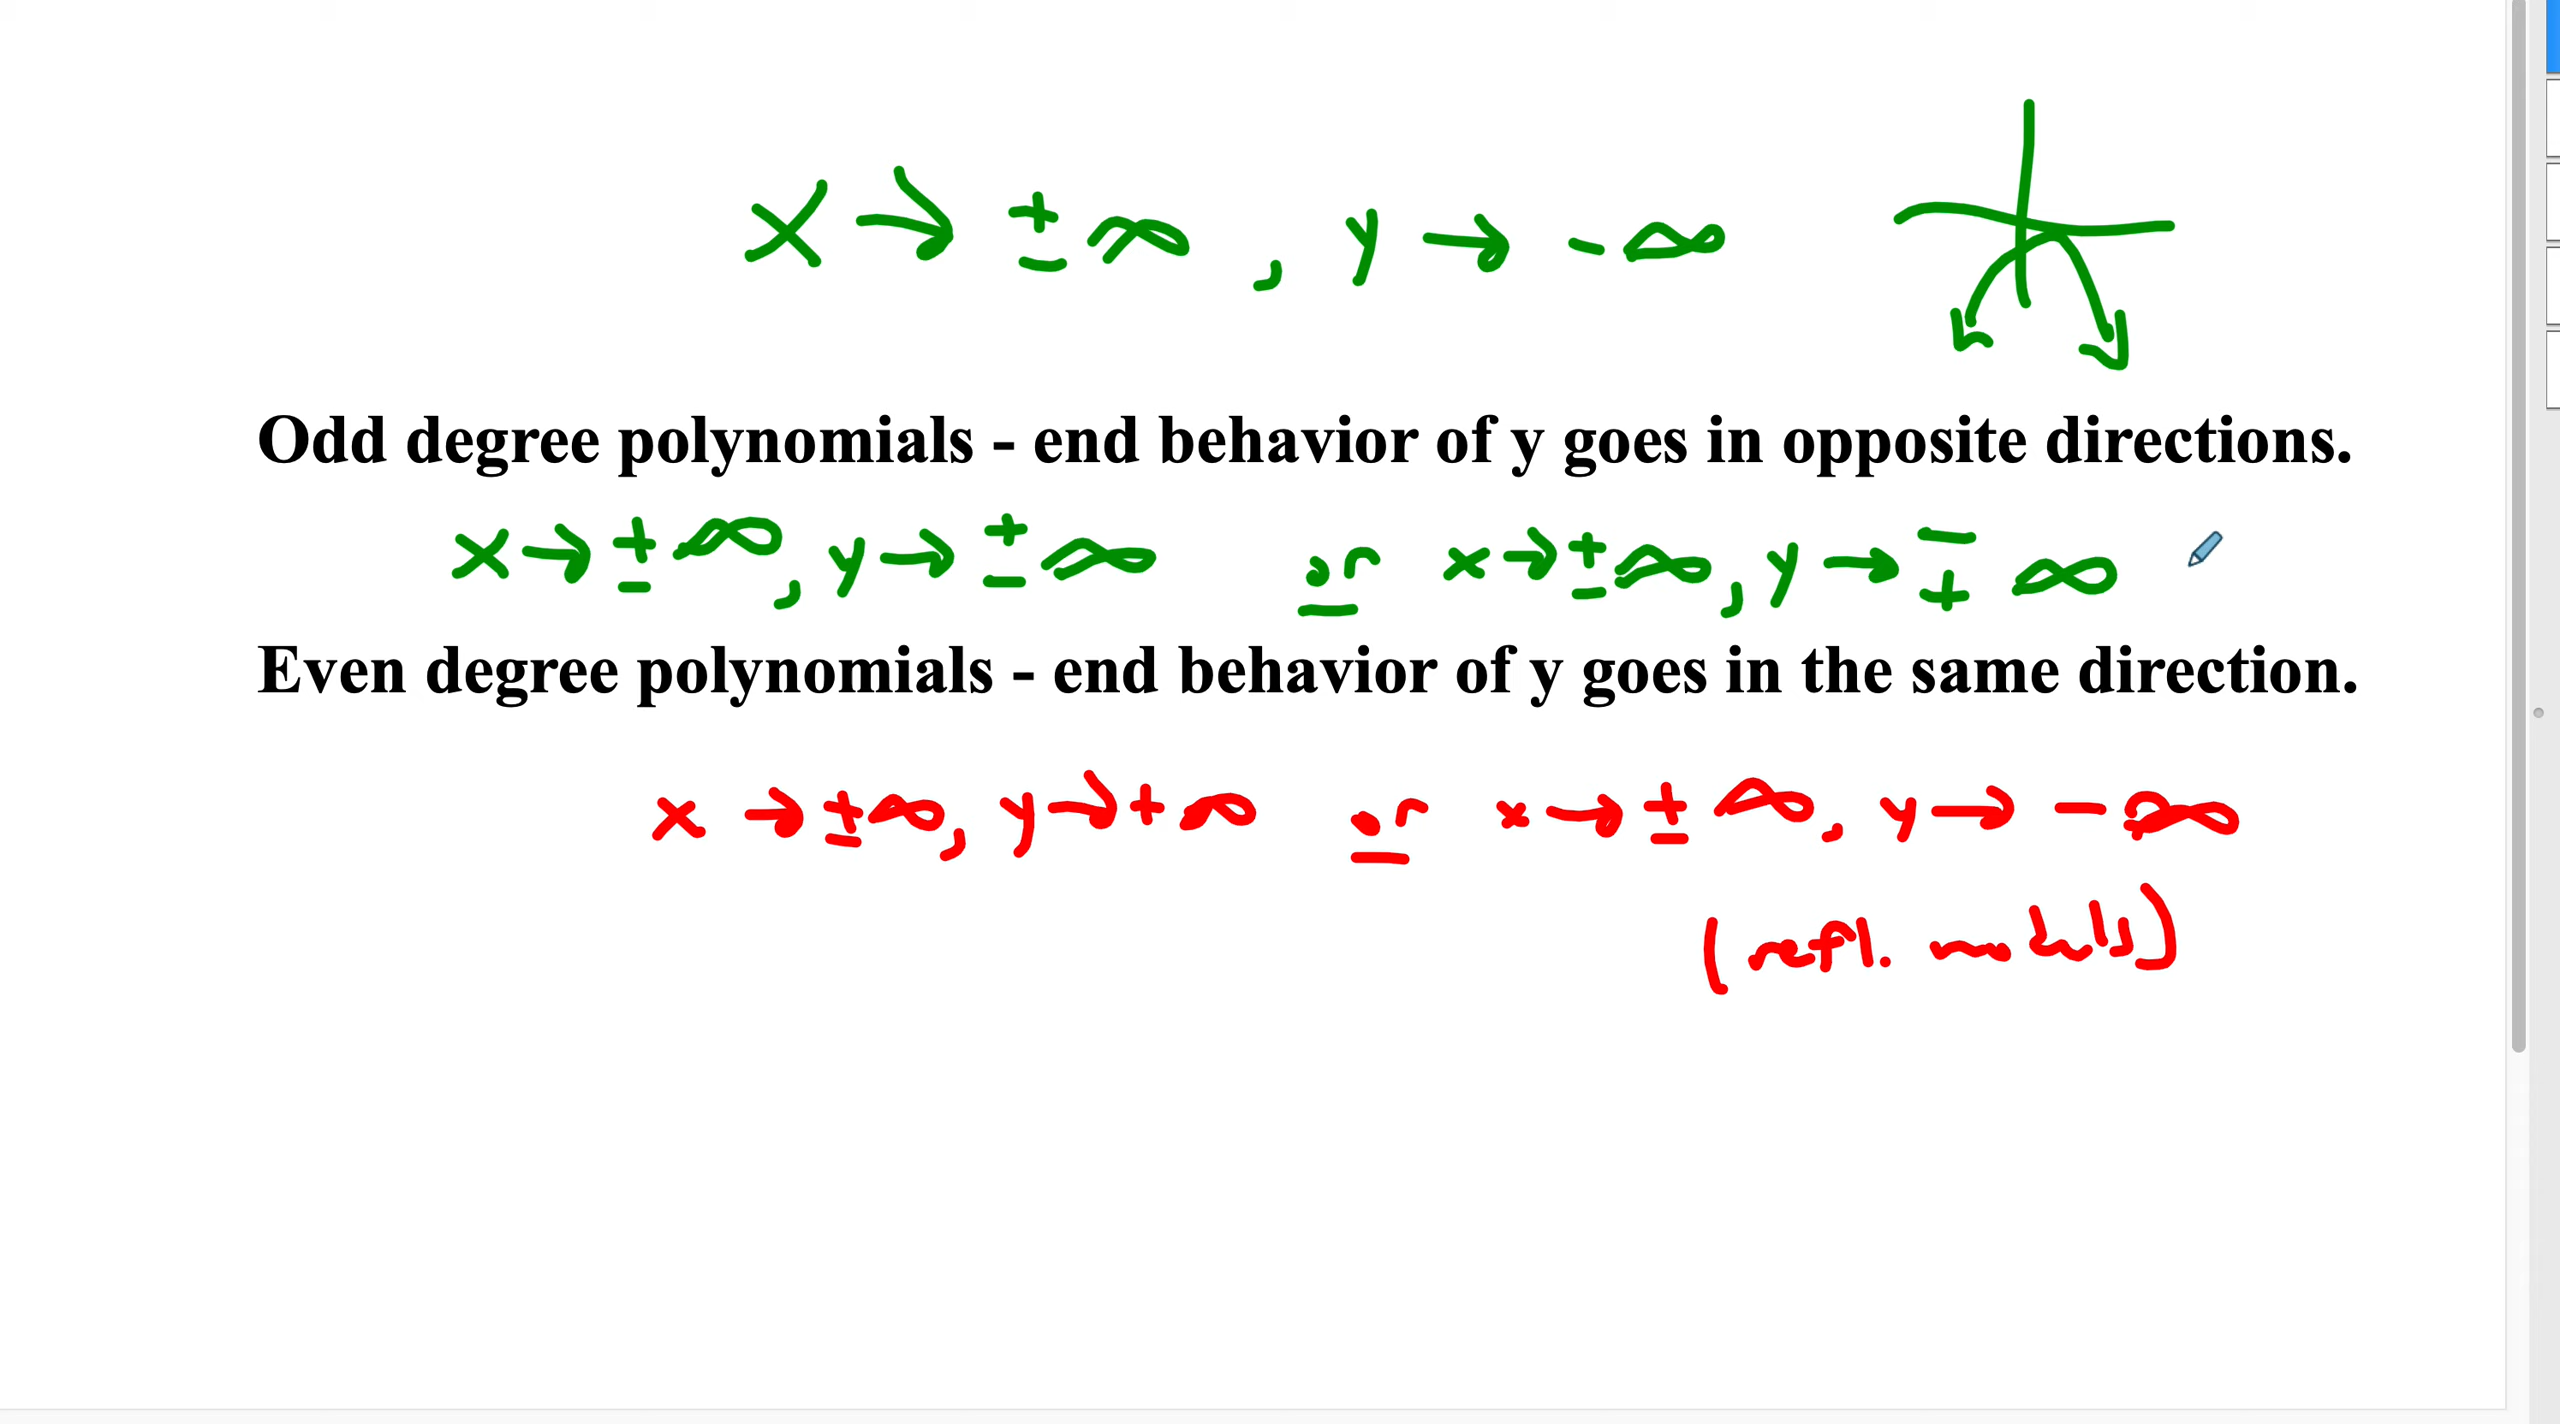 x → ± ∞ , y → - ∞
Odd degree polynomials - end behavior of y goes in opposite directions.
x → ± ∞, y → ± ∞ or x → ± ∞, y → ∓ ∞
Even degree polynomials - end behavior of y goes in the same direction.
x → ± ∞, y → + ∞ or x → ± ∞, y → - ∞
(refl. models)